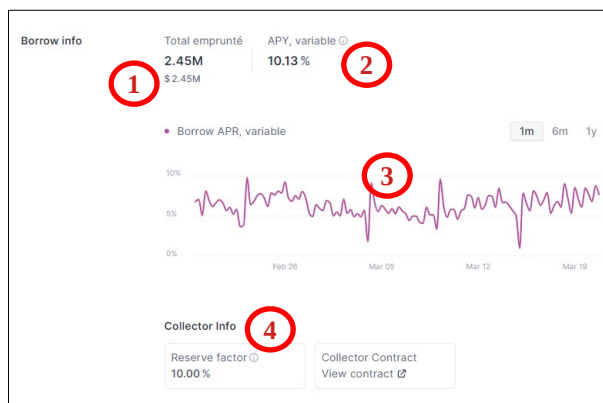 Borrow info
Total emprunté
2.45M
$ 2.45M
APY, variable
10.13 %
1
2
Borrow APR, variable
1m 6m 1y
3
10%
5%
0%
Feb 26 Mar 05 Mar 12 Mar 19
Collector Info
4
Reserve factor
10.00 %
Collector Contract
View contract